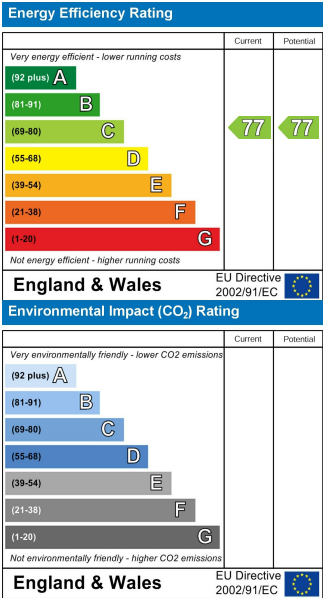 Energy Efficiency Rating
Current Potential
Very energy efficient - lower running costs
(92 plus) A
(81-91) B
(69-80) C
77 77
(55-68) D
(39-54) E
(21-38) F
(1-20) G
Not energy efficient - higher running costs
England & Wales
EU Directive
2002/91/EC
Environmental Impact (CO₂) Rating
Current Potential
Very environmentally friendly - lower CO2 emissions
(92 plus) A
(81-91) B
(69-80) C
(55-68) D
(39-54) E
(21-38) F
(1-20) G
Not environmentally friendly - higher CO2 emissions
England & Wales
EU Directive
2002/91/EC